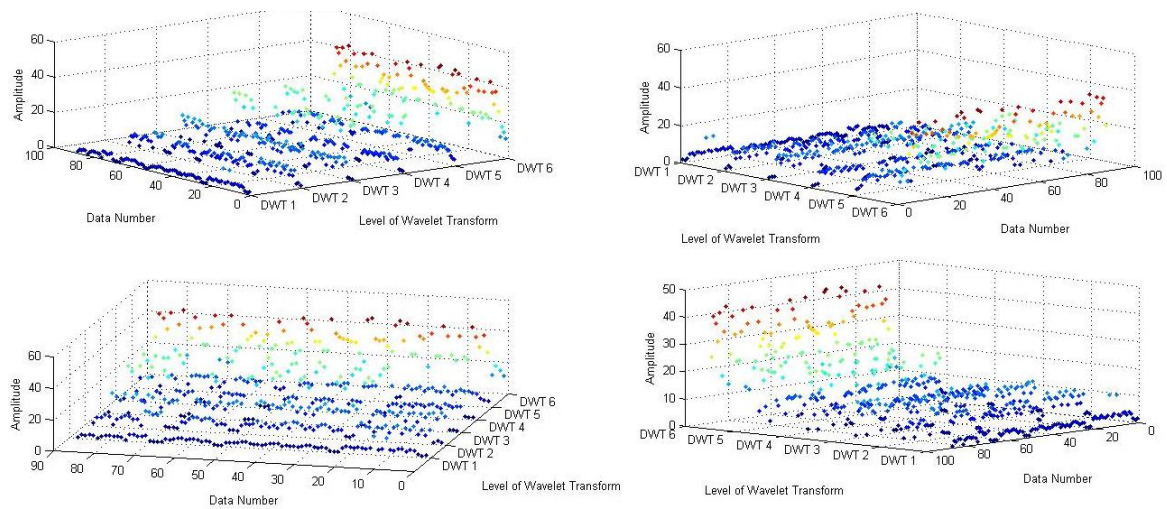 60
40
20
0
Amplitude
100
80
60
40
20
0
Data Number
DWT 1
DWT 2
DWT 3
DWT 4
DWT 5
DWT 6
Level of Wavelet Transform
60
40
20
0
Amplitude
DWT 1
DWT 2
DWT 3
DWT 4
DWT 5
DWT 6
Level of Wavelet Transform
0
20
40
60
80
100
Data Number
60
40
20
0
Amplitude
90
80
70
60
50
40
30
20
10
0
Data Number
DWT 6
DWT 5
DWT 4
DWT 3
DWT 2
DWT 1
Level of Wavelet Transform
50
40
30
20
10
0
Amplitude
DWT 6
DWT 5
DWT 4
DWT 3
DWT 2
DWT 1
Level of Wavelet Transform
100
80
60
40
20
0
Data Number